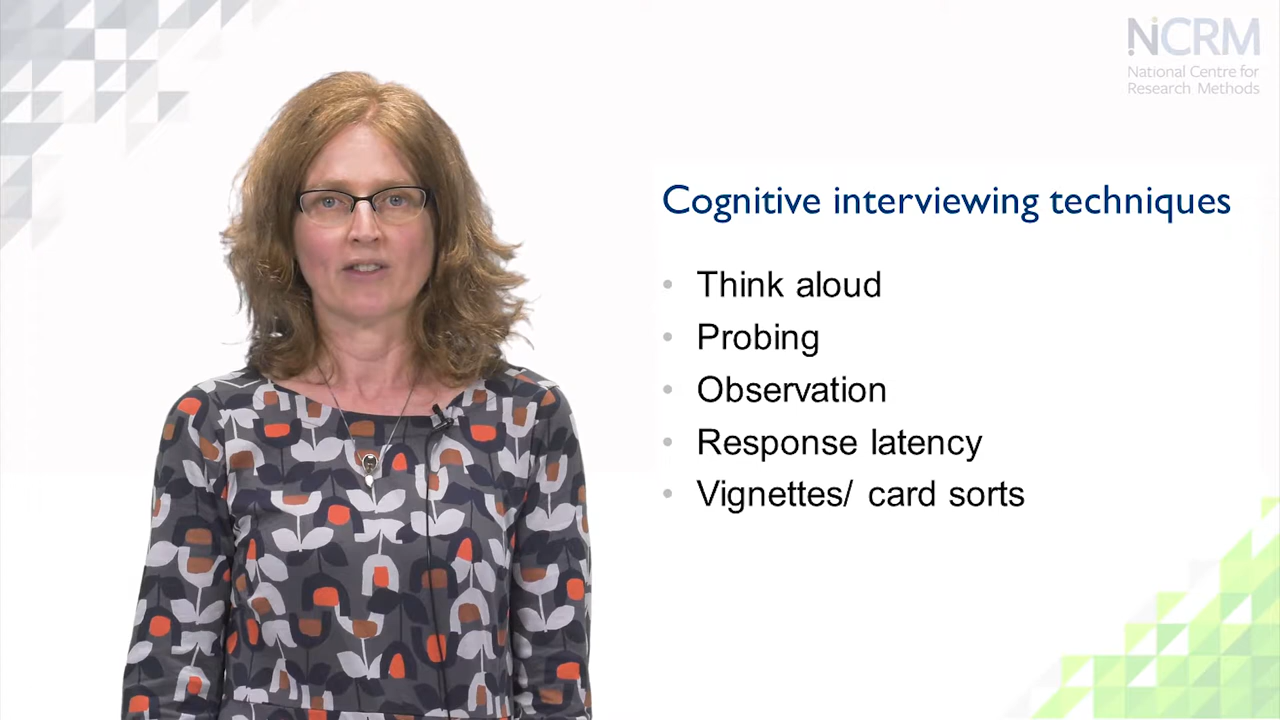 NCRM
National Centre for
Research Methods
Cognitive interviewing techniques
• Think aloud
• Probing
• Observation
• Response latency
• Vignettes/ card sorts